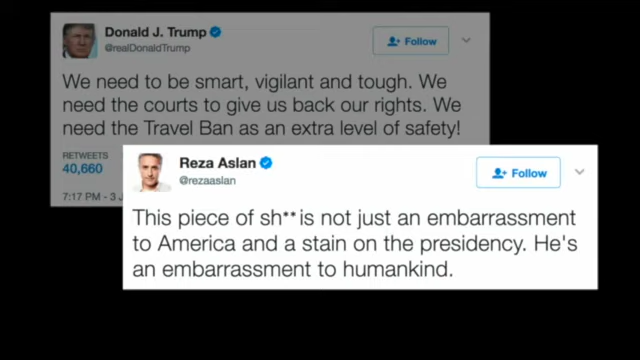 Donald J. Trump
@realDonaldTrump
Follow
We need to be smart, vigilant and tough. We
need the courts to give us back our rights. We
need the Travel Ban as an extra level of safety!
RETWEETS
40,660
7:17 PM - 3 J
Reza Aslan
@rezaaslan
Follow
This piece of sh** is not just an embarrassment
to America and a stain on the presidency. He's
an embarrassment to humankind.